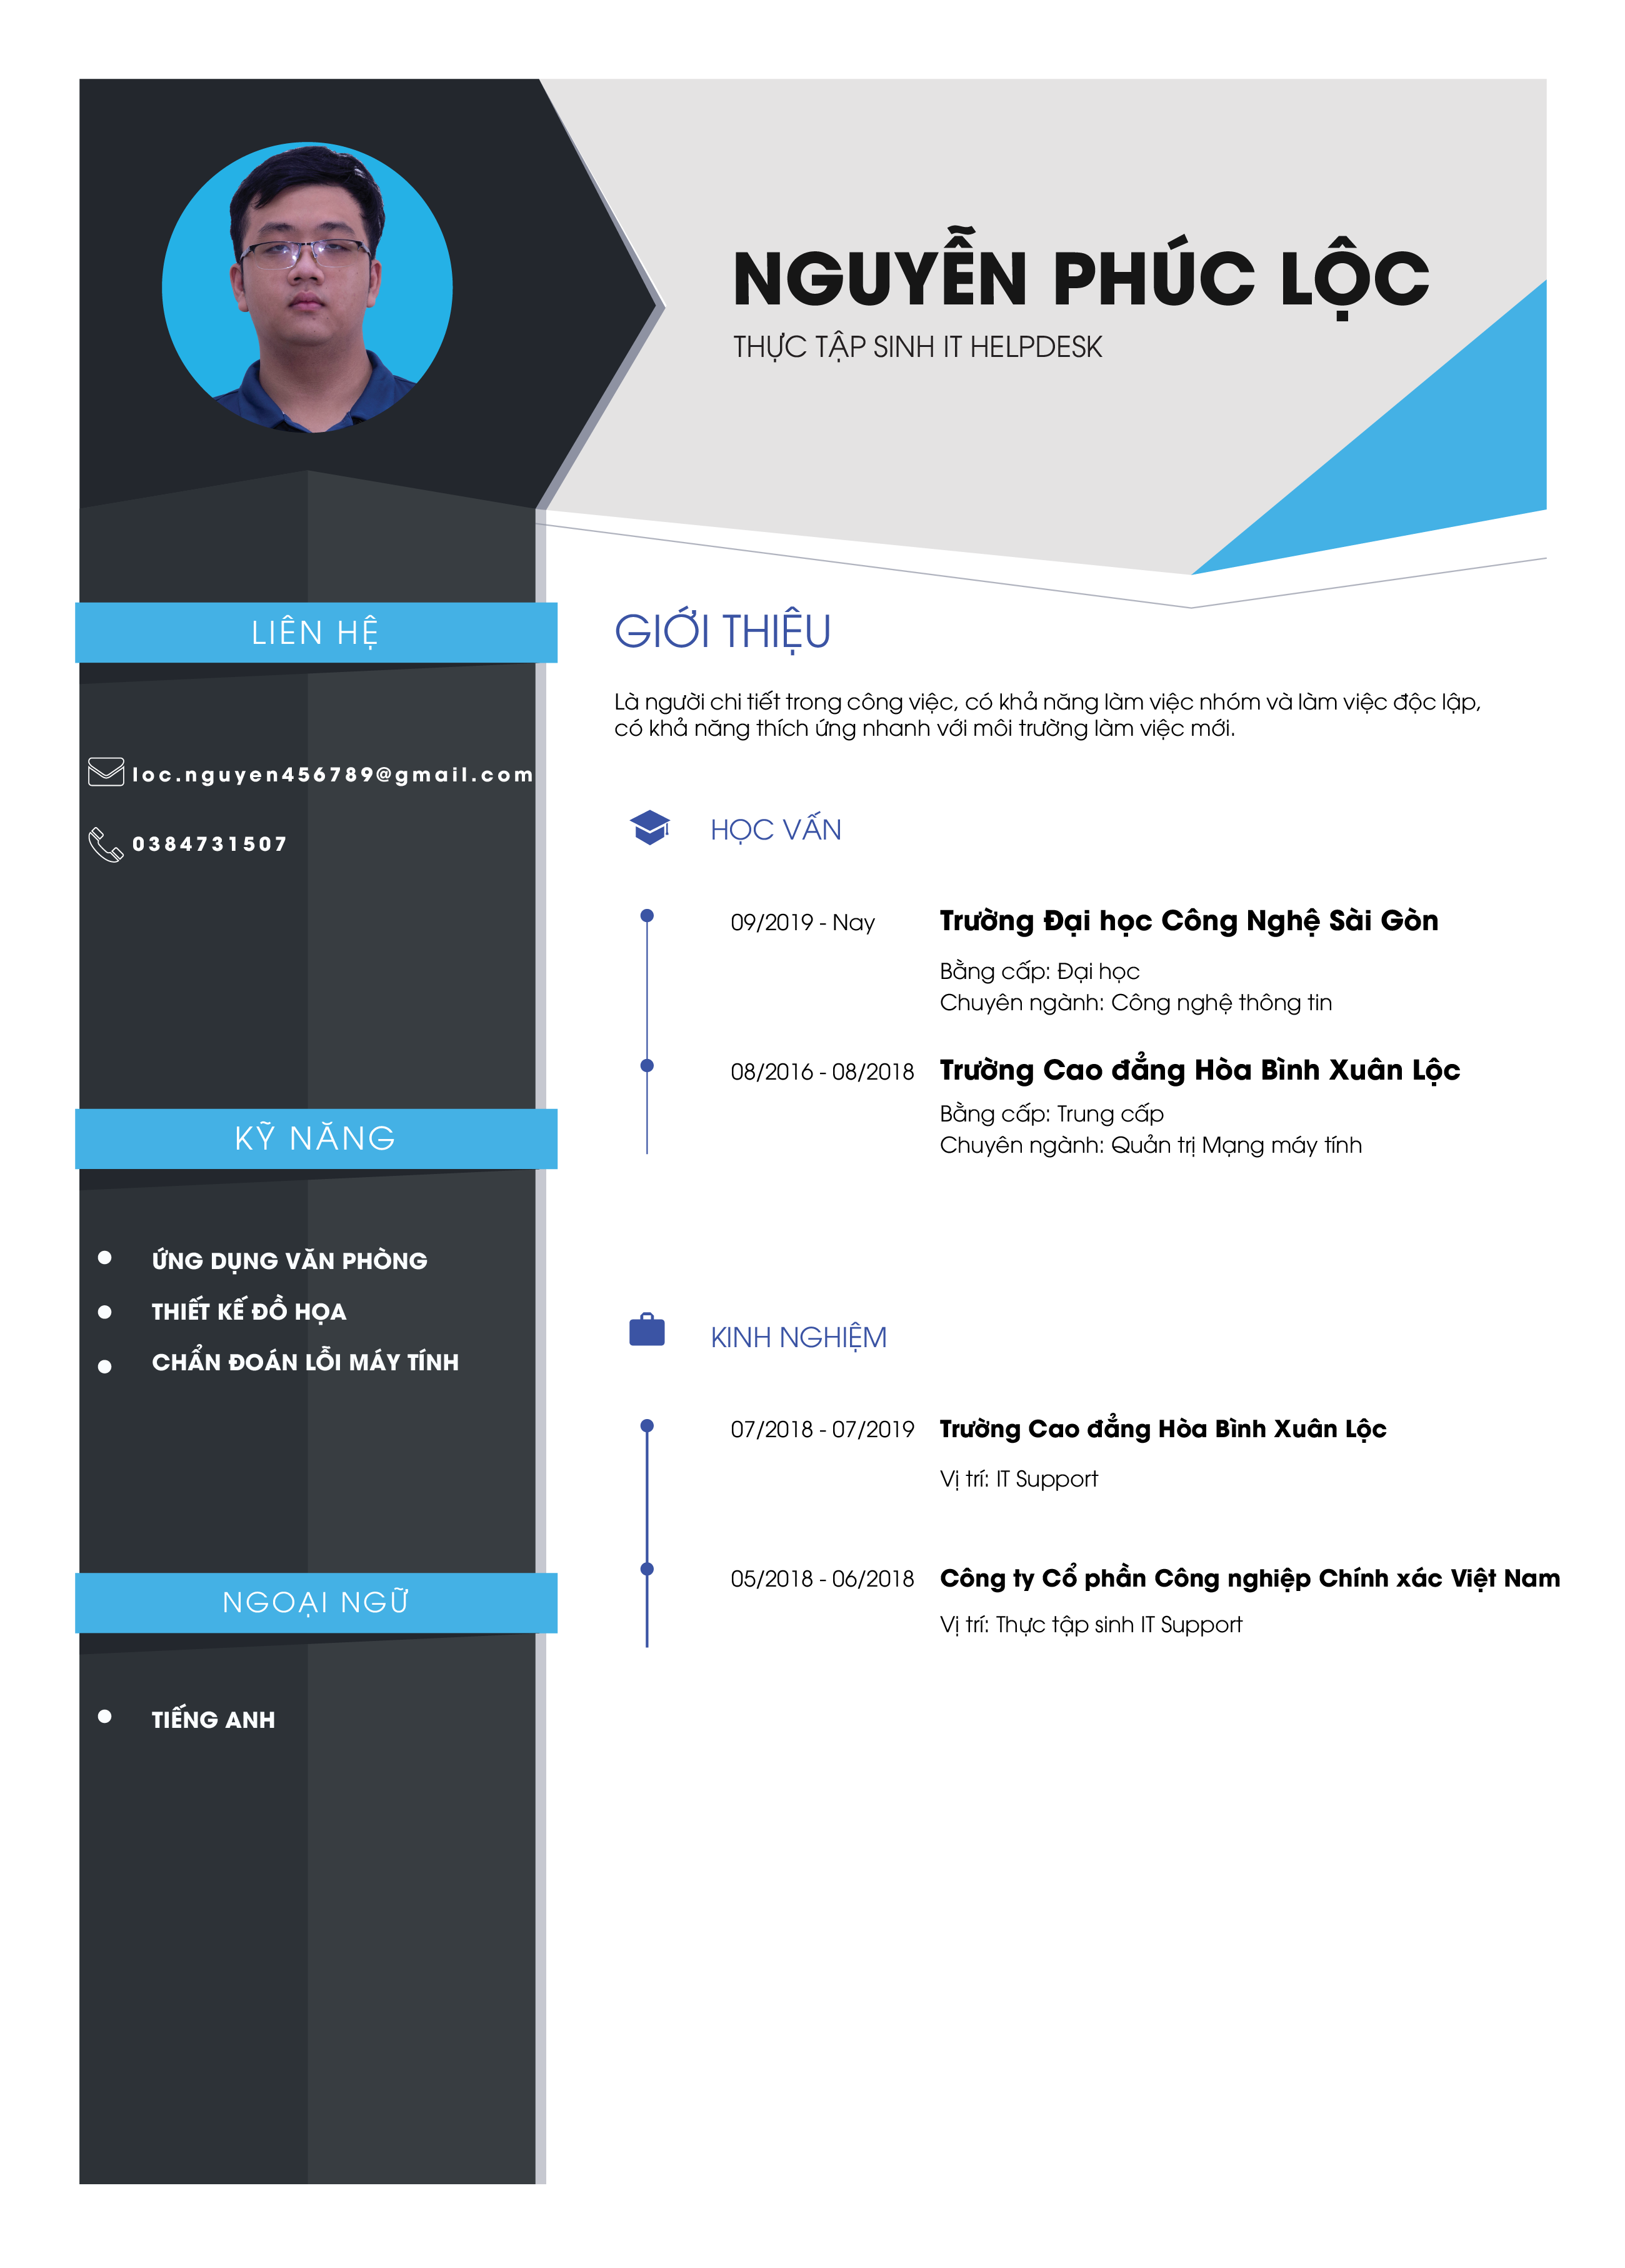 NGUYỄN PHÚC LỘC
THỰC TẬP SINH IT HELPDESK
LIÊN HỆ
loc.nguyen456789@gmail.com
0384731507
KỸ NĂNG
ỨNG DỤNG VĂN PHÒNG
THIẾT KẾ ĐỒ HỌA
CHẨN ĐOÁN LỖI MÁY TÍNH
NGOẠI NGỮ
TIẾNG ANH
GIỚI THIỆU
Là người chi tiết trong công việc, có khả năng làm việc nhóm và làm việc độc lập,
có khả năng thích ứng nhanh với môi trường làm việc mới.
HỌC VẤN
09/2019 - Nay Trường Đại học Công Nghệ Sài Gòn
Bằng cấp: Đại học
Chuyên ngành: Công nghệ thông tin
08/2016 - 08/2018 Trường Cao đẳng Hòa Bình Xuân Lộc
Bằng cấp: Trung cấp
Chuyên ngành: Quản trị Mạng máy tính
KINH NGHIỆM
07/2018 - 07/2019 Trường Cao đẳng Hòa Bình Xuân Lộc
Vị trí: IT Support
05/2018 - 06/2018 Công ty Cổ phần Công nghiệp Chính xác Việt Nam
Vị trí: Thực tập sinh IT Support